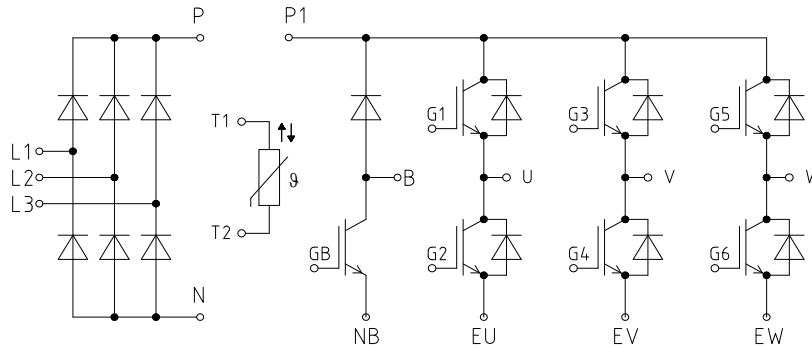 P P1
G1 G3 G5
T1
L1
L2 B U V W
ϑ
L3
T2
GB G2 G4 G6
N
NB EU EV EW